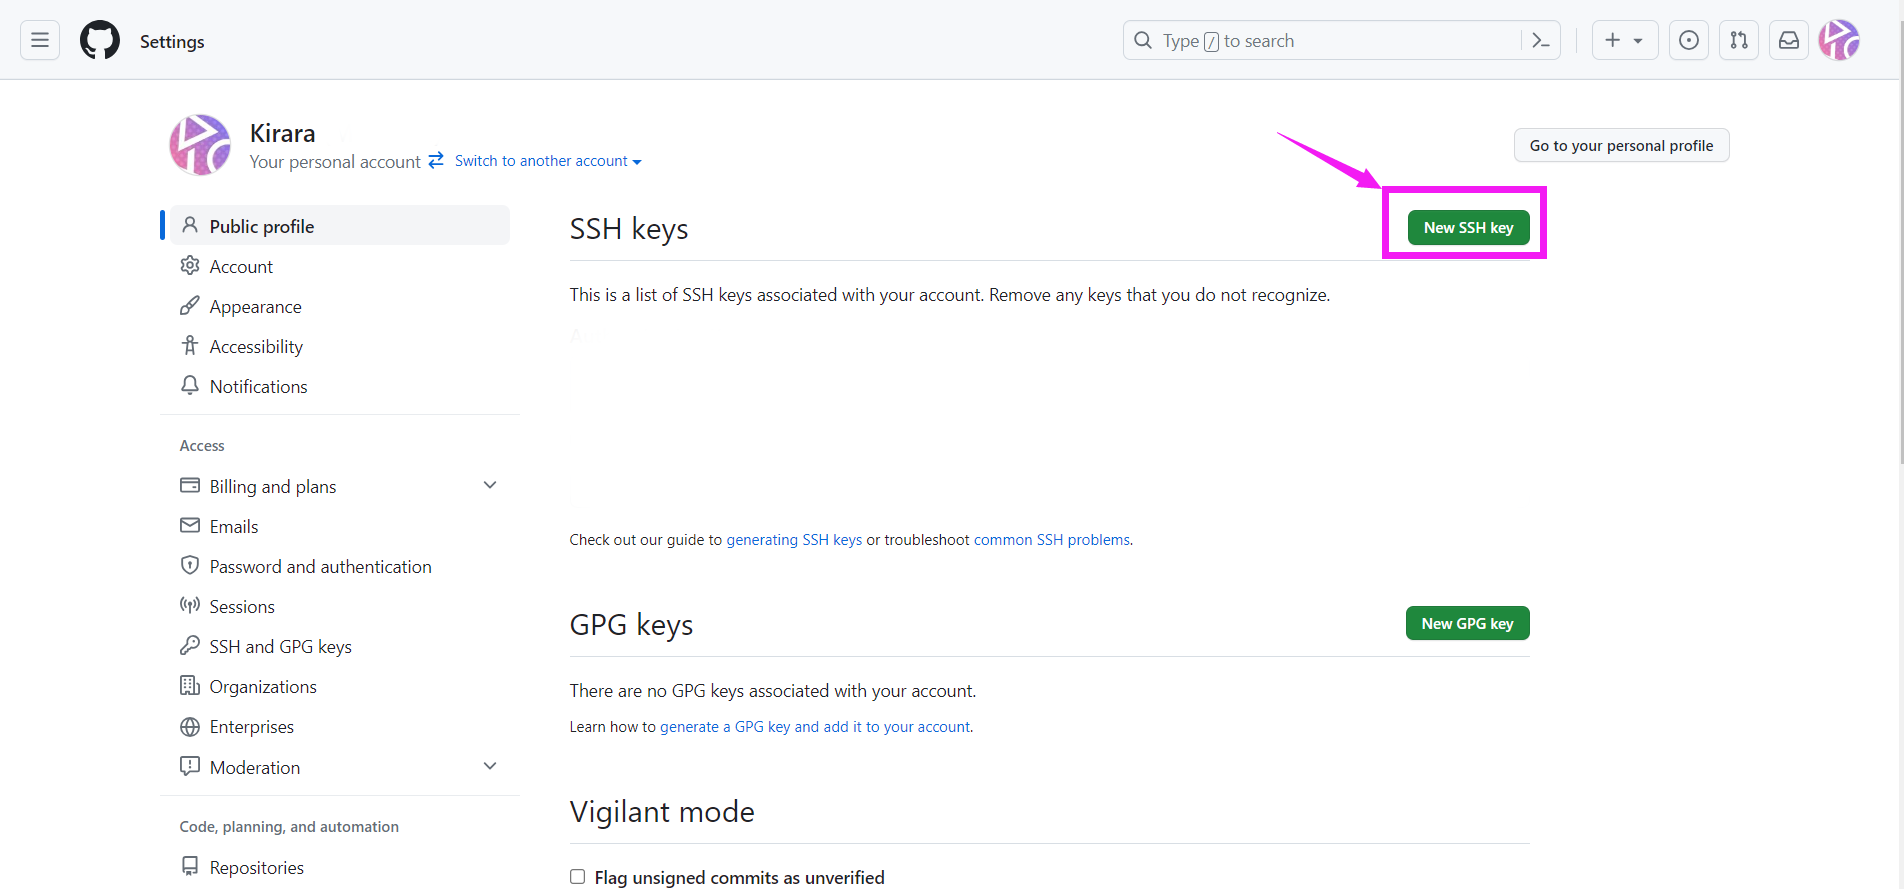 Settings
Type / to search
Kirara
Your personal account Switch to another account
Go to your personal profile
Public profile
Account
Appearance
Accessibility
Notifications
Access
Billing and plans
Emails
Password and authentication
Sessions
SSH and GPG keys
Organizations
Enterprises
Moderation
Code, planning, and automation
Repositories
SSH keys
New SSH key
This is a list of SSH keys associated with your account. Remove any keys that you do not recognize.
Check out our guide to generating SSH keys or troubleshoot common SSH problems.
GPG keys
New GPG key
There are no GPG keys associated with your account.
Learn how to generate a GPG key and add it to your account.
Vigilant mode
Flag unsigned commits as unverified